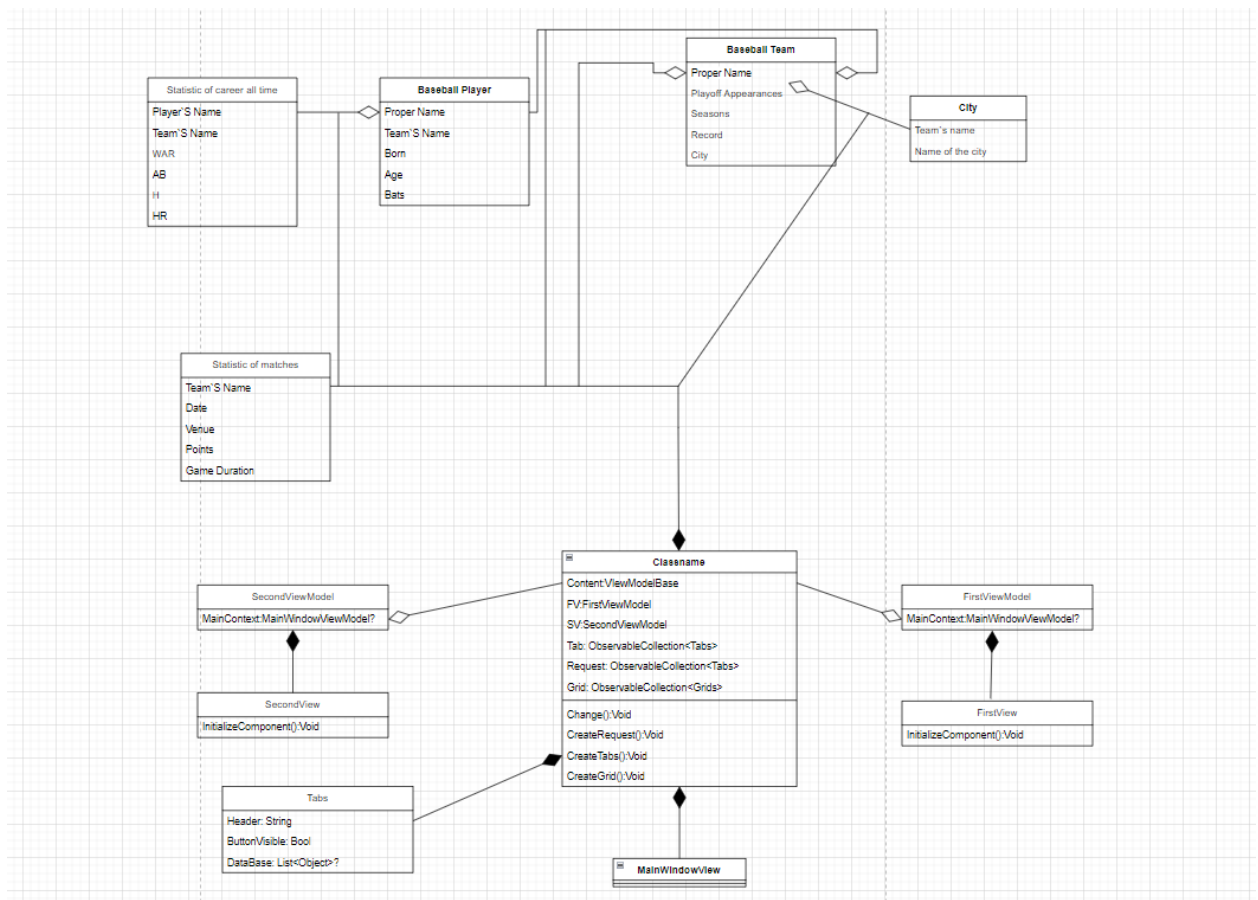 Baseball Team
Proper Name
Playoff Appearances
Seasons
Record
City
Statistic of career all time
Player`S Name
Team`S Name
WAR
AB
H
HR
Baseball Player
Proper Name
Team`S Name
Born
Age
Bats
City
Team`s name
Name of the city
Statistic of matches
Team`S Name
Date
Venue
Points
Game Duration
Classname
Content:ViewModelBase
FV:FirstViewModel
SV:SecondViewModel
Tab: ObservableCollection<Tabs>
Request: ObservableCollection<Tabs>
Grid: ObservableCollection<Grids>
Change():Void
CreateRequest():Void
CreateTabs():Void
CreateGrid():Void
SecondViewModel
MainContext:MainWindowViewModel?
FirstViewModel
MainContext:MainWindowViewModel?
SecondView
InitializeComponent():Void
FirstView
InitializeComponent():Void
Tabs
Header: String
ButtonVisible: Bool
DataBase: List<Object>?
MainWindowView